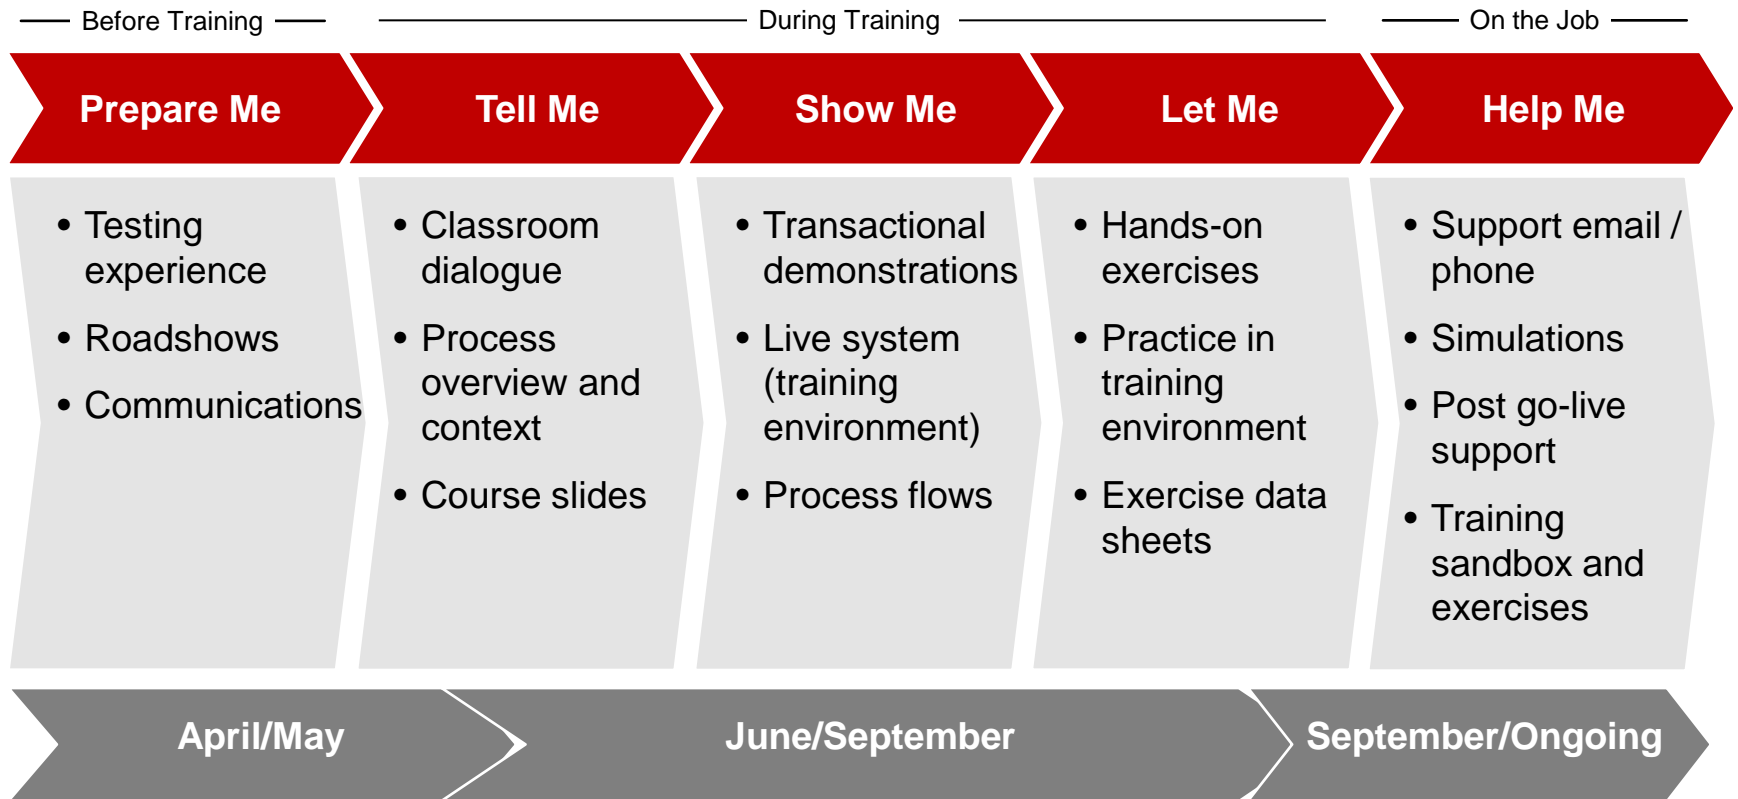 Before Training
During Training
On the Job
Prepare Me
Tell Me
Show Me
Let Me
Help Me
• Testing
experience
• Roadshows
• Communications
• Classroom
dialogue
• Process
overview and
context
• Course slides
• Transactional
demonstrations
• Live system
(training
environment)
• Process flows
• Hands-on
exercises
• Practice in
training
environment
• Exercise data
sheets
• Support email /
phone
• Simulations
• Post go-live
support
• Training
sandbox and
exercises
April/May
June/September
September/Ongoing